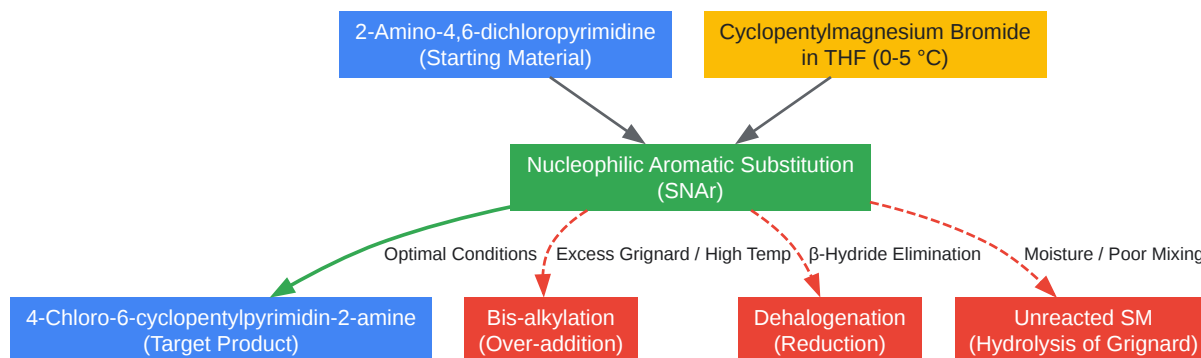 2-Amino-4,6-dichloropyrimidine
(Starting Material)
Cyclopentylmagnesium Bromide
in THF (0-5 °C)
Nucleophilic Aromatic Substitution
(SNAr)
Optimal Conditions
Excess Grignard / High Temp
β-Hydride Elimination
Moisture / Poor Mixing
4-Chloro-6-cyclopentylpyrimidin-2-amine
(Target Product)
Bis-alkylation
(Over-addition)
Dehalogenation
(Reduction)
Unreacted SM
(Hydrolysis of Grignard)